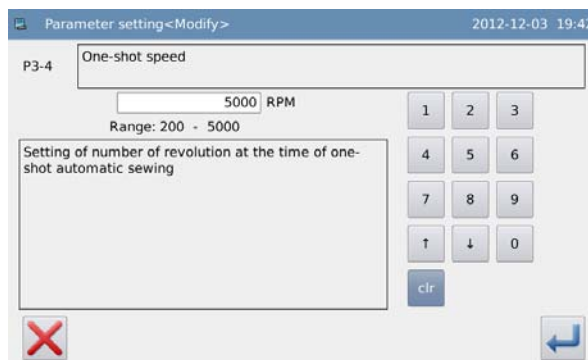 Parameter setting<Modify> 2012-12-03 19:42
P3-4 One-shot speed
5000 RPM
Range: 200 - 5000
Setting of number of revolution at the time of one-
shot automatic sewing
1 2 3
4 5 6
7 8 9
↑ ↓ 0
clr